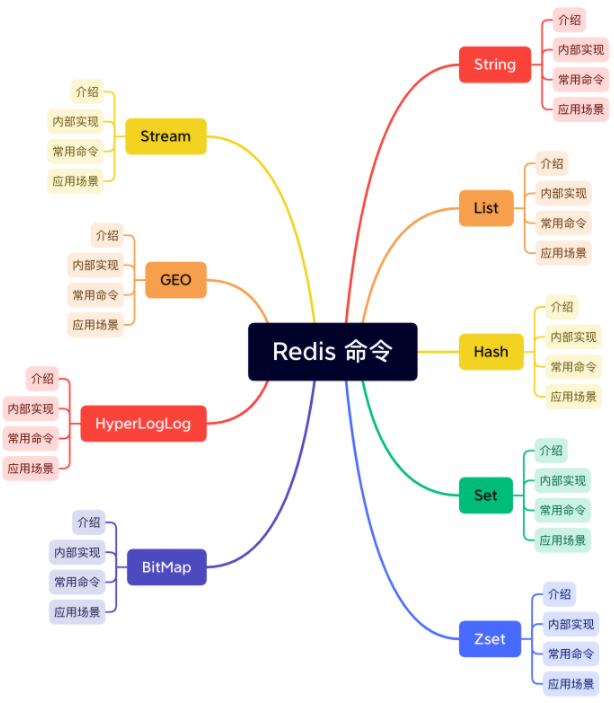 Redis 命令
String
介绍
内部实现
常用命令
应用场景
List
介绍
内部实现
常用命令
应用场景
Hash
介绍
内部实现
常用命令
应用场景
Set
介绍
内部实现
常用命令
应用场景
Zset
介绍
内部实现
常用命令
应用场景
Stream
介绍
内部实现
常用命令
应用场景
GEO
介绍
内部实现
常用命令
应用场景
HyperLogLog
介绍
内部实现
常用命令
应用场景
BitMap
介绍
内部实现
常用命令
应用场景